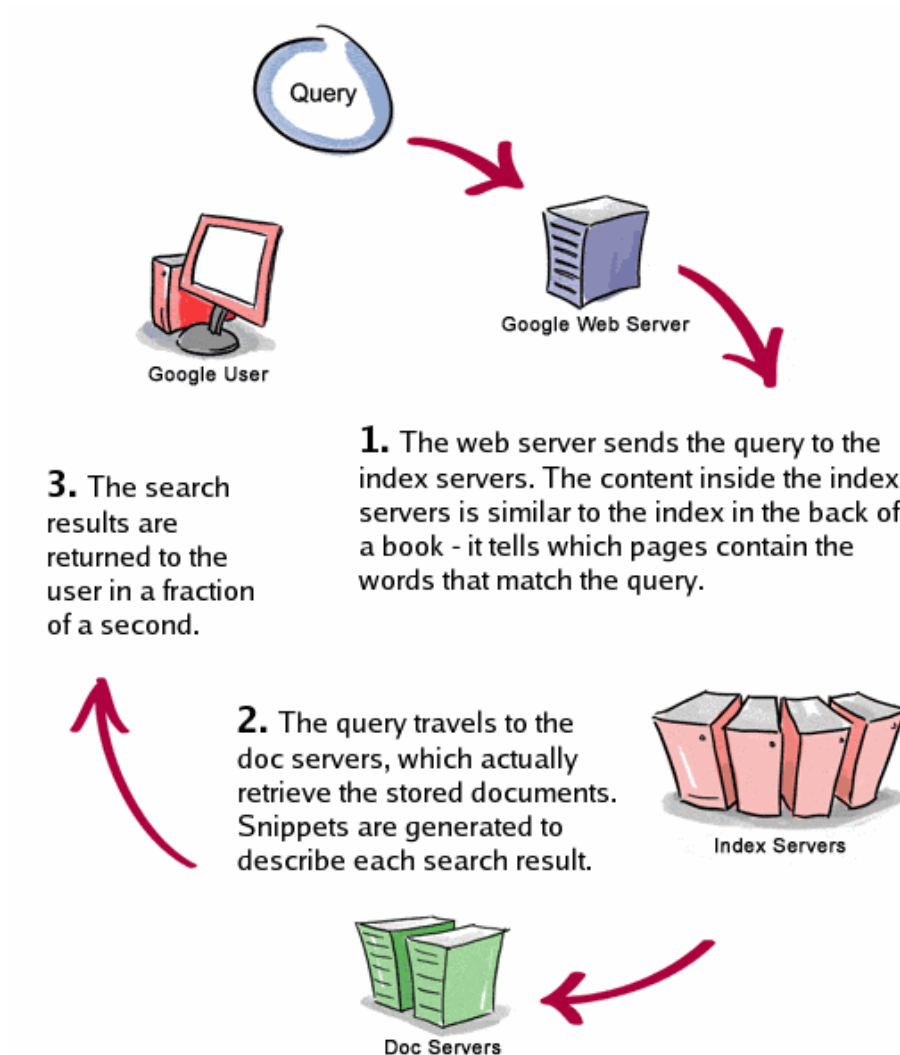 Query
Google Web Server
Google User
1. The web server sends the query to the
index servers. The content inside the index
servers is similar to the index in the back of
a book - it tells which pages contain the
words that match the query.
3. The search
results are
returned to the
user in a fraction
of a second.
2. The query travels to the
doc servers, which actually
retrieve the stored documents.
Snippets are generated to
describe each search result.
Index Servers
Doc Servers